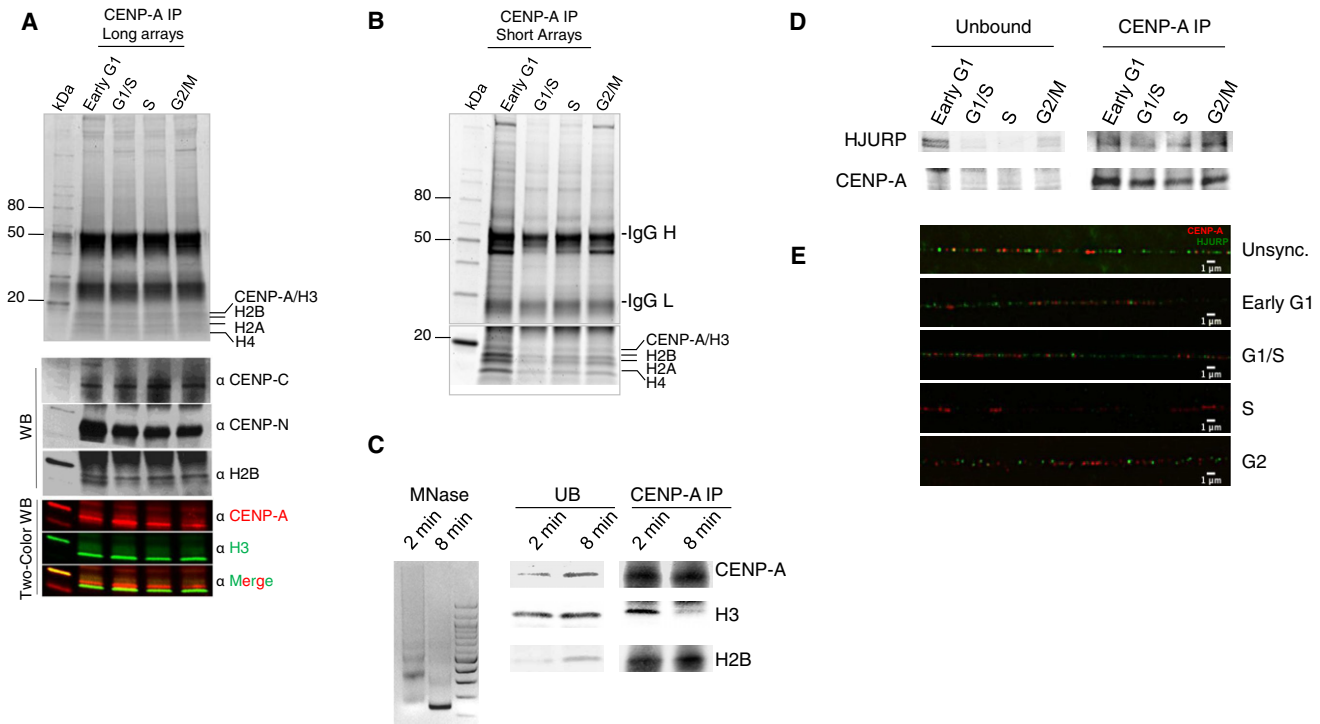 A
CENP-A IP
Long arrays
kDa
Early G1
G1/S
S
G2/M
80
50
20
CENP-A/H3
H2B
H2A
H4
WB
α CENP-C
α CENP-N
α H2B
Two-Color WB
α CENP-A
α H3
α Merge
B
CENP-A IP
Short Arrays
kDa
Early G1
G1/S
S
G2/M
80
50
-IgG H
-IgG L
20
CENP-A/H3
H2B
H2A
H4
C
MNase
UB
CENP-A IP
2 min
8 min
2 min
8 min
2 min
8 min
CENP-A
H3
H2B
D
Unbound
CENP-A IP
Early G1
G1/S
S
G2/M
Early G1
G1/S
S
G2/M
HJURP
CENP-A
E
CENP-A
HJURP
1 µm
Unsync.
1 µm
Early G1
1 µm
G1/S
1 µm
S
1 µm
G2